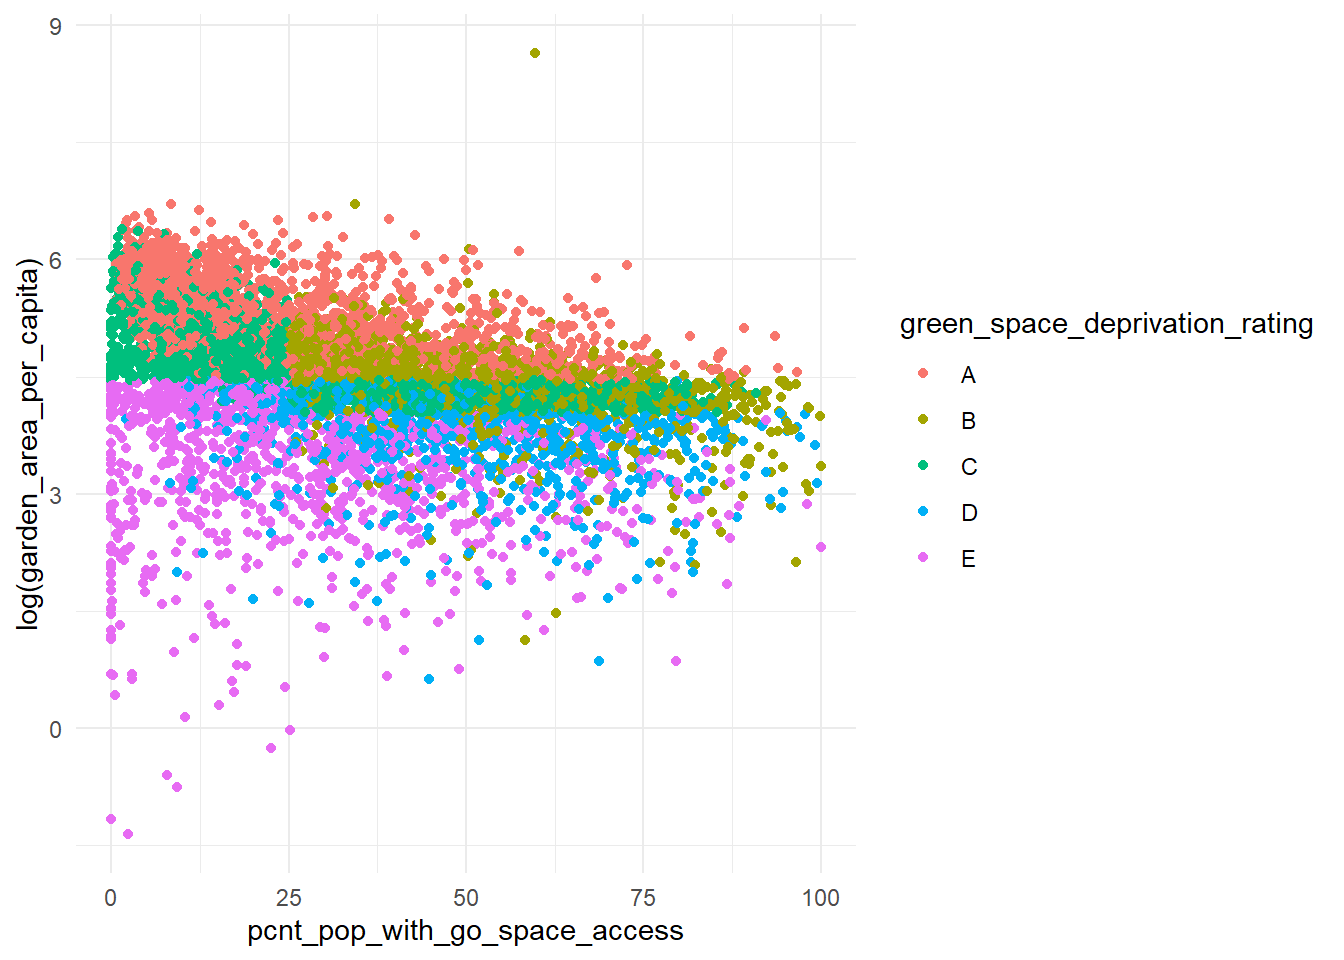 9
6
3
0
log(garden_area_per_capita)
0 25 50 75 100
pcnt_pop_with_go_space_access
green_space_deprivation_rating
A
B
C
D
E